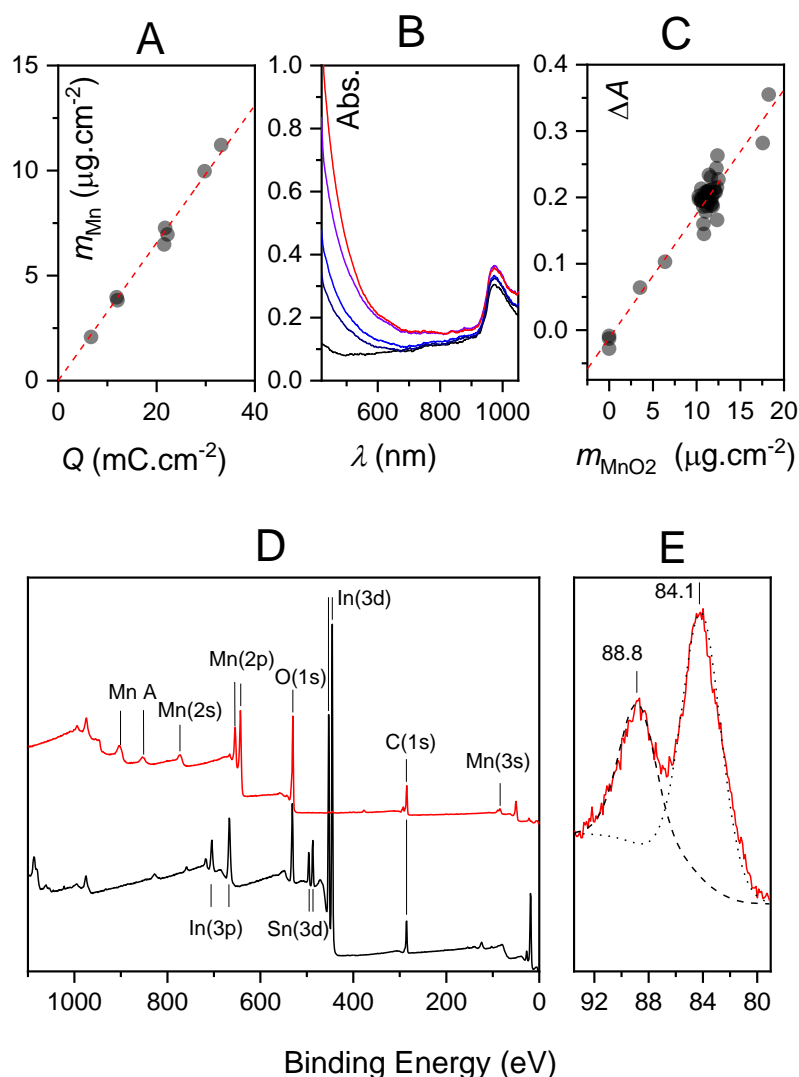 A
B
C
15
10
5
0
0
20
40
m_Mn (μg.cm⁻²)
Q (mC.cm⁻²)
1.0
0.8
0.6
0.4
0.2
0.0
600
800
1000
Abs.
λ (nm)
0.4
0.3
0.2
0.1
0.0
0
5
10
15
20
ΔA
m_MnO2 (μg.cm⁻²)
D
E
In(3d)
Mn(2p)
Mn A
O(1s)
Mn(2s)
C(1s)
Mn(3s)
In(3p)
Sn(3d)
1000
800
600
400
200
0
84.1
88.8
92
88
84
80
Binding Energy (eV)